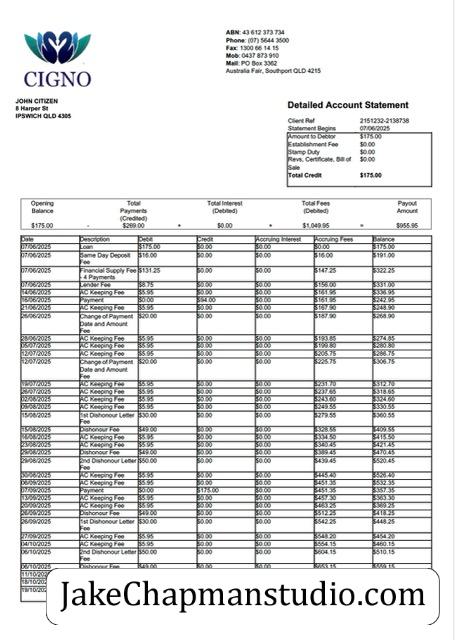 CIGNO
ABN: 43 612 373 734
Phone: (07) 5644 3500
Fax: 1300 66 14 15
Mob: 0437 873 910
Mail: PO Box 3362
Australia Fair, Southport QLD 4215
JOHN CITIZEN
8 Harper St
IPSWICH QLD 4305
Detailed Account Statement
Client Ref 2151232-2138738
Statement Begins 07/06/2025
Amount to Debtor $175.00
Establishment Fee $0.00
Stamp Duty $0.00
Revs, Certificate, Bill of Sale $0.00
Total Credit $175.00
Opening Balance Total Payments (Credited) Total Interest (Debited) Total Fees (Debited) Payout Amount
$175.00 - $269.00 + $0.00 + $1,049.95 = $955.95
Date Description Debit Credit Accruing Interest Accruing Fees Balance
07/06/2025 Loan $175.00 $0.00 $0.00 $0.00 $175.00
07/06/2025 Same Day Deposit Fee $16.00 $0.00 $0.00 $16.00 $191.00
07/06/2025 Financial Supply Fee - 4 Payments $131.25 $0.00 $0.00 $147.25 $322.25
07/06/2025 Lender Fee $8.75 $0.00 $0.00 $156.00 $331.00
14/06/2025 AC Keeping Fee $5.95 $0.00 $0.00 $161.95 $336.95
16/06/2025 Payment $0.00 $94.00 $0.00 $161.95 $242.95
21/06/2025 AC Keeping Fee $5.95 $0.00 $0.00 $167.90 $248.90
26/06/2025 Change of Payment Date and Amount Fee $20.00 $0.00 $0.00 $187.90 $268.90
28/06/2025 AC Keeping Fee $5.95 $0.00 $0.00 $193.85 $274.85
05/07/2025 AC Keeping Fee $5.95 $0.00 $0.00 $199.80 $280.80
12/07/2025 AC Keeping Fee $5.95 $0.00 $0.00 $205.75 $286.75
12/07/2025 Change of Payment Date and Amount Fee $20.00 $0.00 $0.00 $225.75 $306.75
19/07/2025 AC Keeping Fee $5.95 $0.00 $0.00 $231.70 $312.70
26/07/2025 AC Keeping Fee $5.95 $0.00 $0.00 $237.65 $318.65
02/08/2025 AC Keeping Fee $5.95 $0.00 $0.00 $243.60 $324.60
09/08/2025 AC Keeping Fee $5.95 $0.00 $0.00 $249.55 $330.55
15/08/2025 1st Dishonour Letter Fee $30.00 $0.00 $0.00 $279.55 $360.55
15/08/2025 Dishonour Fee $49.00 $0.00 $0.00 $328.55 $409.55
16/08/2025 AC Keeping Fee $5.95 $0.00 $0.00 $334.50 $415.50
23/08/2025 AC Keeping Fee $5.95 $0.00 $0.00 $340.45 $421.45
29/08/2025 Dishonour Fee $49.00 $0.00 $0.00 $389.45 $470.45
29/08/2025 2nd Dishonour Letter Fee $50.00 $0.00 $0.00 $439.45 $520.45
30/08/2025 AC Keeping Fee $5.95 $0.00 $0.00 $445.40 $526.40
06/09/2025 AC Keeping Fee $5.95 $0.00 $0.00 $451.35 $532.35
07/09/2025 Payment $0.00 $175.00 $0.00 $451.35 $357.35
13/09/2025 AC Keeping Fee $5.95 $0.00 $0.00 $457.30 $363.30
20/09/2025 AC Keeping Fee $5.95 $0.00 $0.00 $463.25 $369.25
26/09/2025 Dishonour Fee $49.00 $0.00 $0.00 $512.25 $418.25
26/09/2025 1st Dishonour Letter Fee $30.00 $0.00 $0.00 $542.25 $448.25
27/09/2025 AC Keeping Fee $5.95 $0.00 $0.00 $548.20 $454.20
04/10/2025 AC Keeping Fee $5.95 $0.00 $0.00 $554.15 $460.15
06/10/2025 2nd Dishonour Letter Fee $50.00 $0.00 $0.00 $604.15 $510.15
06/10/2025 Dishonour Fee $49.00 $0.00 $0.00 $653.15 $559.15
11/10/
18/10/
19/10/
JakeChapmanstudio.com